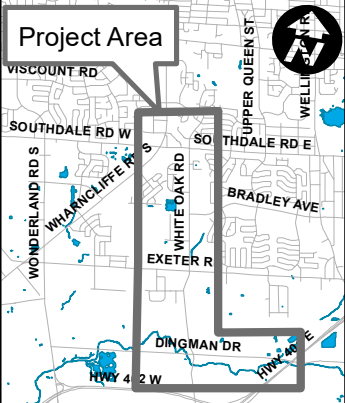 Project Area
VISCOUNT RD
UPPER QUEEN ST
WELLINGTON R
SOUTHDALE RD W
SOUTHDALE RD E
WONDERLAND RD S
WHARNCLIFFE RD S
WHITE OAK RD
BRADLEY AVE
EXETER R
DINGMAN DR
HWY 402 W
HWY 40 E